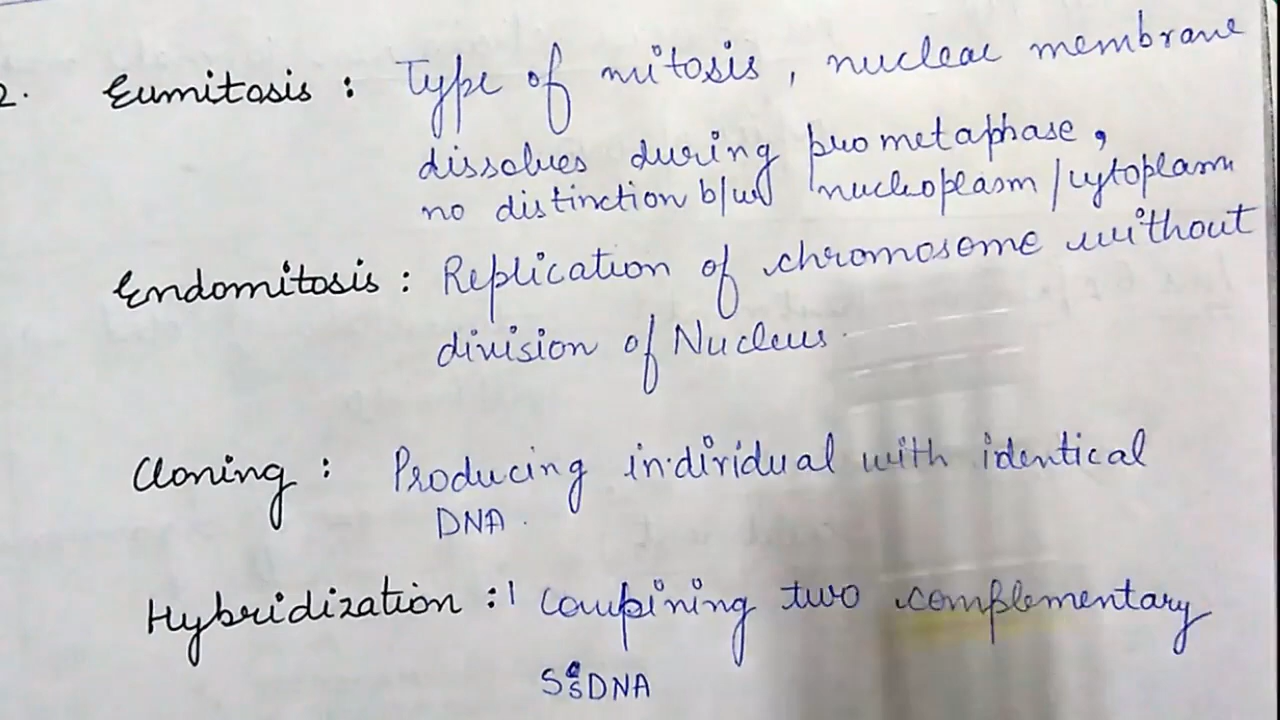 2. Eumitosis : Type of mitosis, nuclear membrane
dissolves during prometaphase,
no distinction b/w nucleoplasm/cytoplasm
Endomitosis : Replication of chromosome without
division of Nucleus.
Cloning : Producing individual with identical
DNA.
Hybridization : Combining two complementary
SsDNA